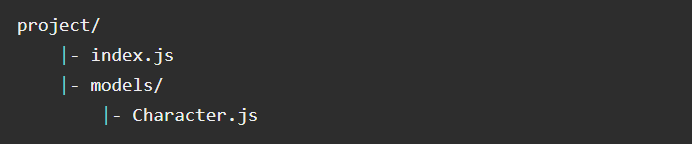 project/
    |- index.js
    |- models/
        |- Character.js